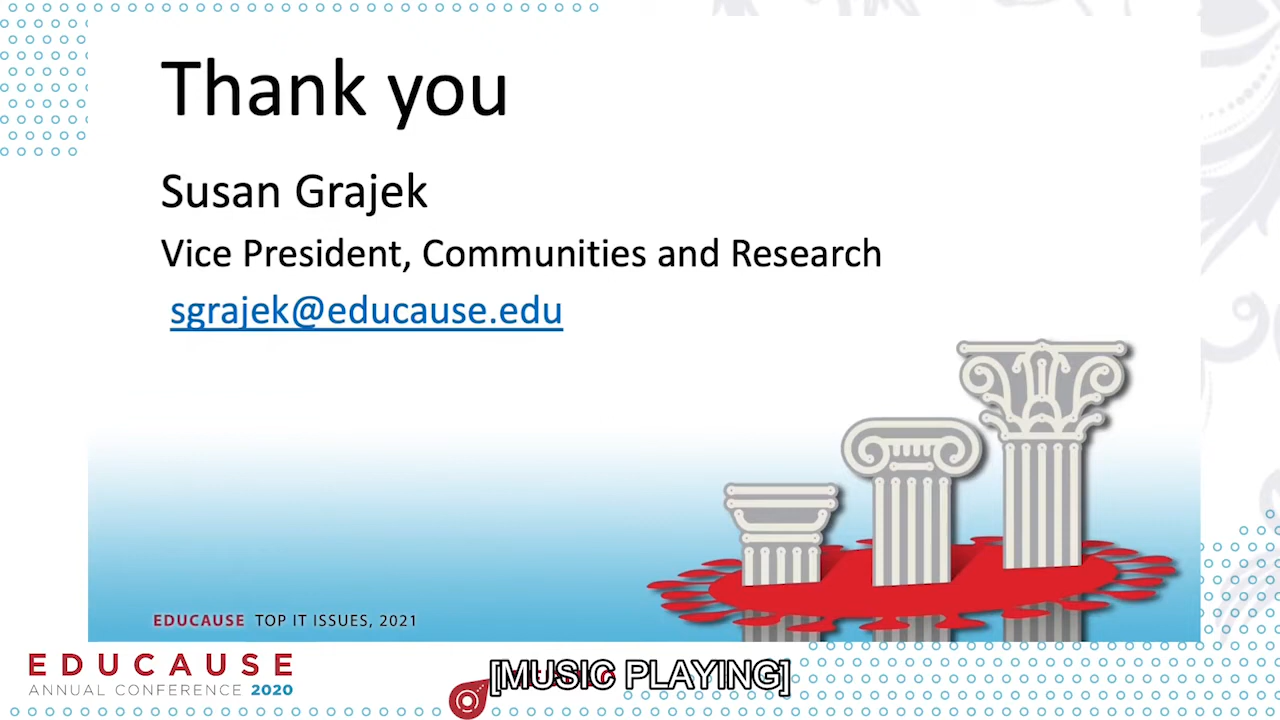 Thank you
Susan Grajek
Vice President, Communities and Research
sgrajek@educause.edu
EDUCAUSE TOP IT ISSUES, 2021
EDUCAUSE
ANNUAL CONFERENCE 2020
[MUSIC PLAYING]